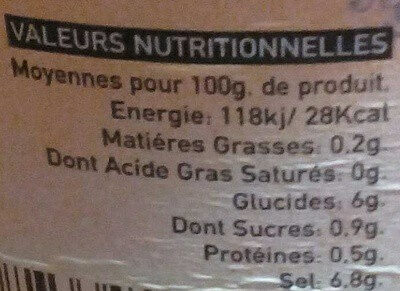 VALEURS NUTRITIONNELLES
Moyennes pour 100g. de produit.
Energie: 118kj/ 28Kcal
Matiéres Grasses: 0.2g.
Dont Acide Gras Saturés: 0g.
Glucides: 6g.
Dont Sucres: 0.9g.
Protéines: 0.5g.
Sel: 6.8g.